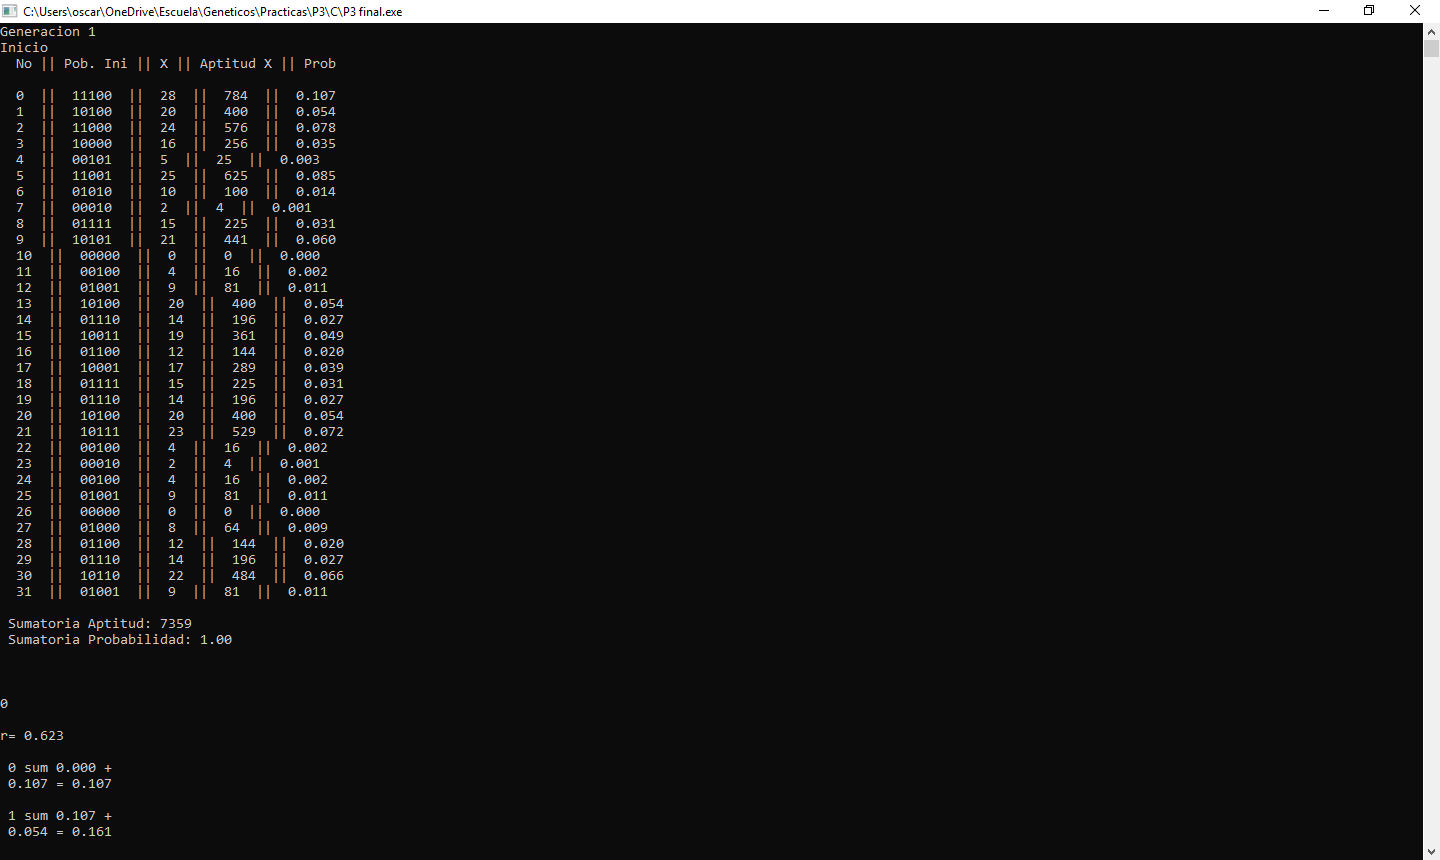 C:\Users\oscar\OneDrive\Escuela\Geneticos\Practicas\P3\C\P3 final.exe
Generacion 1
Inicio
No || Pob. Ini || X || Aptitud X || Prob
0 || 11100 || 28 || 784 || 0.107
1 || 10100 || 20 || 400 || 0.054
2 || 11000 || 24 || 576 || 0.078
3 || 10000 || 16 || 256 || 0.035
4 || 00101 || 5 || 25 || 0.003
5 || 11001 || 25 || 625 || 0.085
6 || 01010 || 10 || 100 || 0.014
7 || 00010 || 2 || 4 || 0.001
8 || 01111 || 15 || 225 || 0.031
9 || 10101 || 21 || 441 || 0.060
10 || 00000 || 0 || 0 || 0.000
11 || 00100 || 4 || 16 || 0.002
12 || 01001 || 9 || 81 || 0.011
13 || 10100 || 20 || 400 || 0.054
14 || 01110 || 14 || 196 || 0.027
15 || 10011 || 19 || 361 || 0.049
16 || 01100 || 12 || 144 || 0.020
17 || 10001 || 17 || 289 || 0.039
18 || 01111 || 15 || 225 || 0.031
19 || 01110 || 14 || 196 || 0.027
20 || 10100 || 20 || 400 || 0.054
21 || 10111 || 23 || 529 || 0.072
22 || 00100 || 4 || 16 || 0.002
23 || 00010 || 2 || 4 || 0.001
24 || 00100 || 4 || 16 || 0.002
25 || 01001 || 9 || 81 || 0.011
26 || 00000 || 0 || 0 || 0.000
27 || 01000 || 8 || 64 || 0.009
28 || 01100 || 12 || 144 || 0.020
29 || 01110 || 14 || 196 || 0.027
30 || 10110 || 22 || 484 || 0.066
31 || 01001 || 9 || 81 || 0.011
Sumatoria Aptitud: 7359
Sumatoria Probabilidad: 1.00
0
r= 0.623
0 sum 0.000 +
0.107 = 0.107
1 sum 0.107 +
0.054 = 0.161